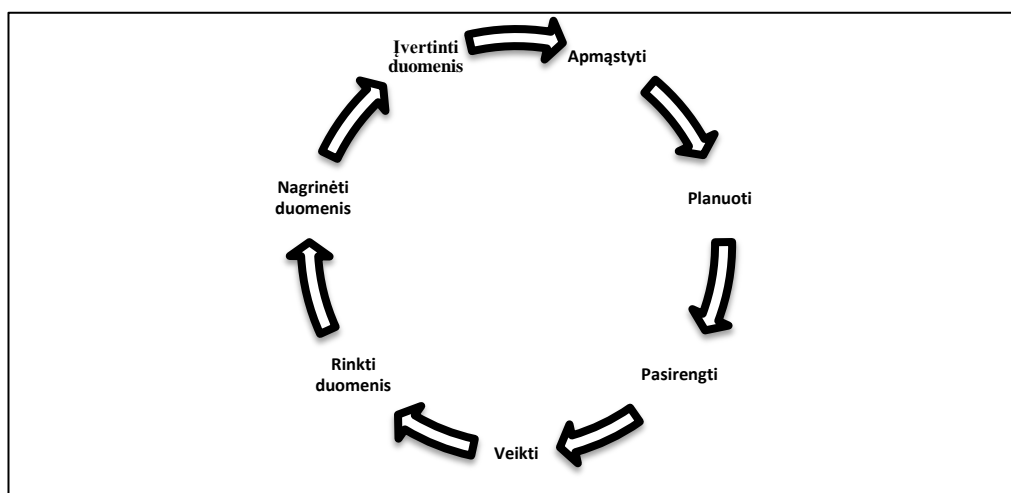 Įvertinti
duomenis
Apmąstyti
Planuoti
Pasirengti
Veikti
Rinkti
duomenis
Nagrinėti
duomenis